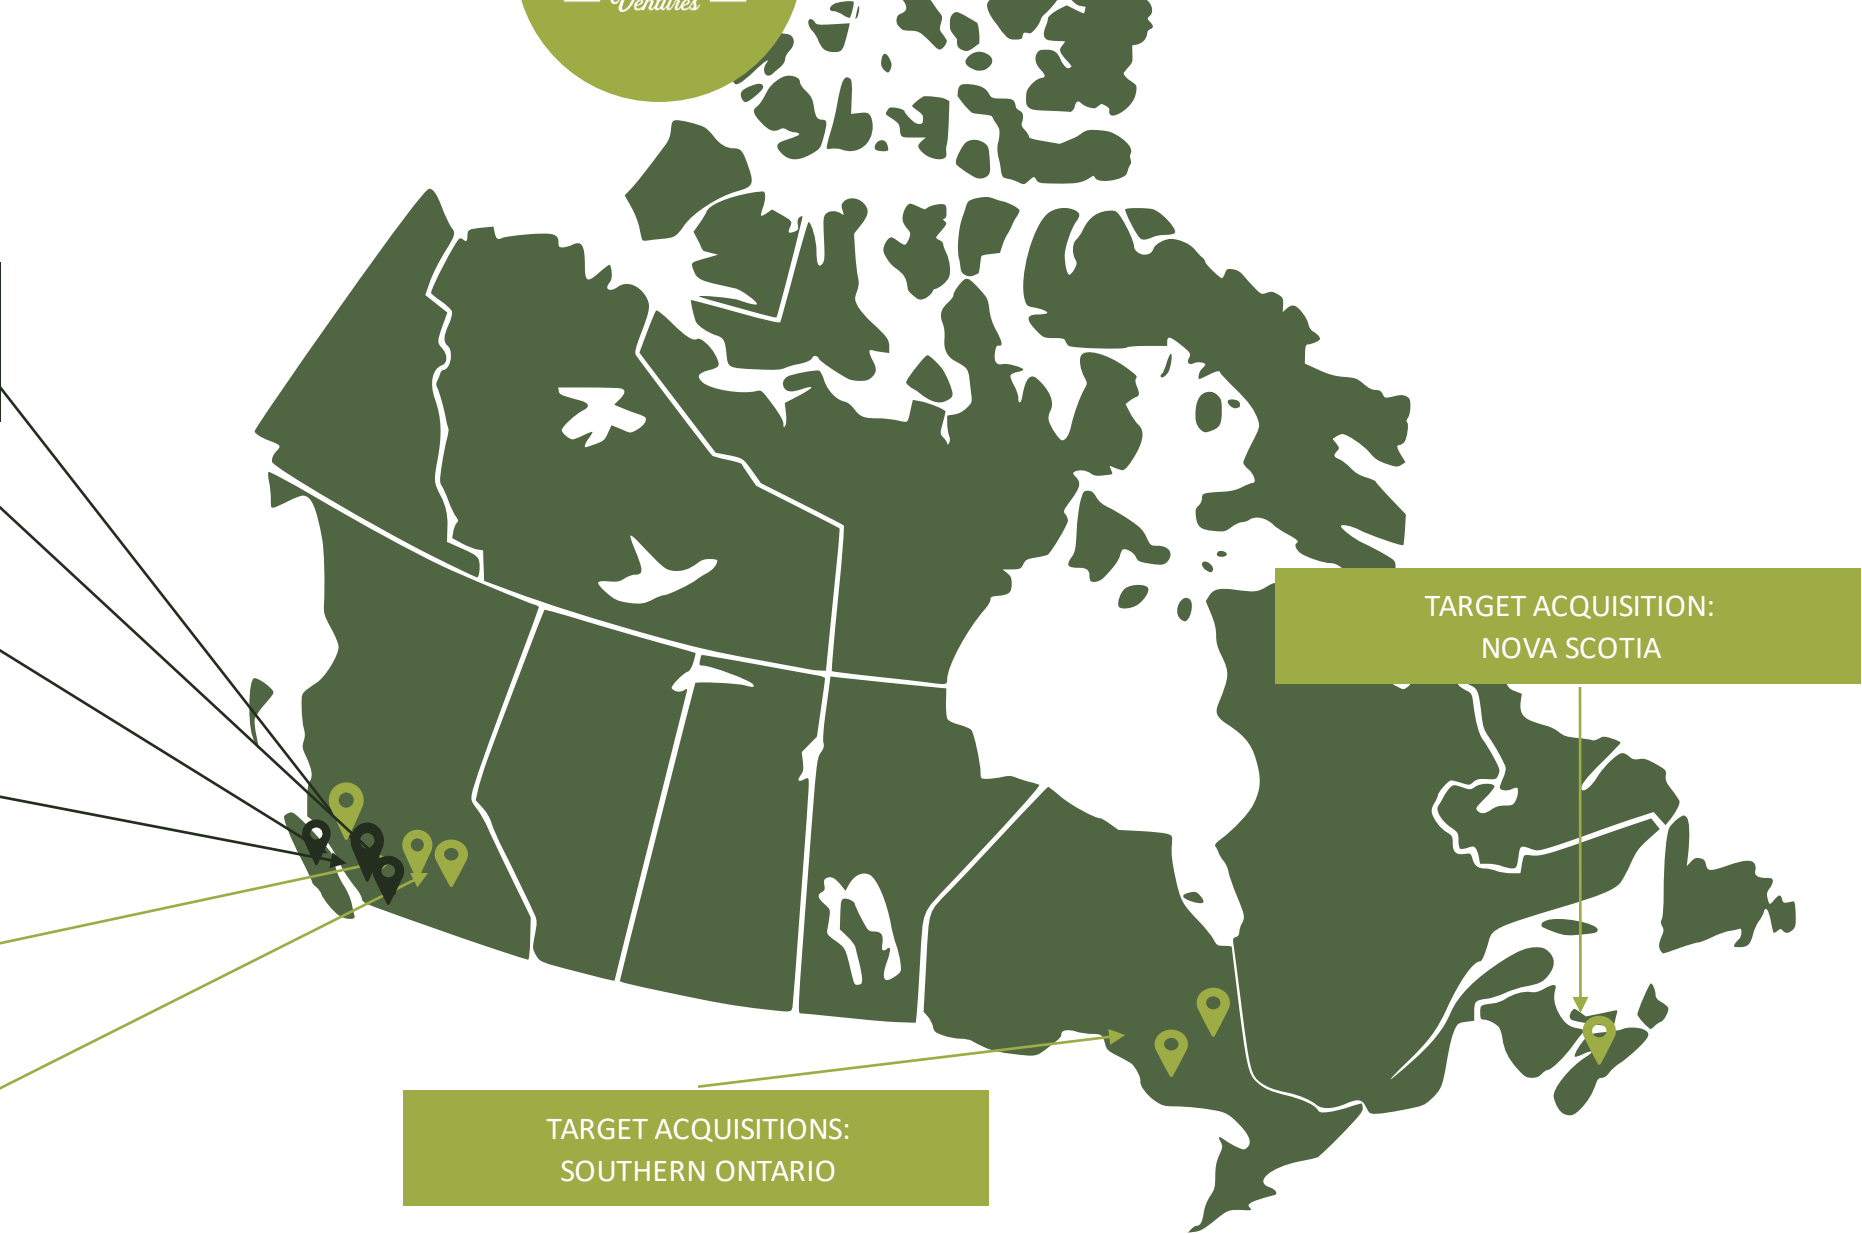 Ventures
TARGET ACQUISITION:
NOVA SCOTIA
TARGET ACQUISITIONS:
SOUTHERN ONTARIO